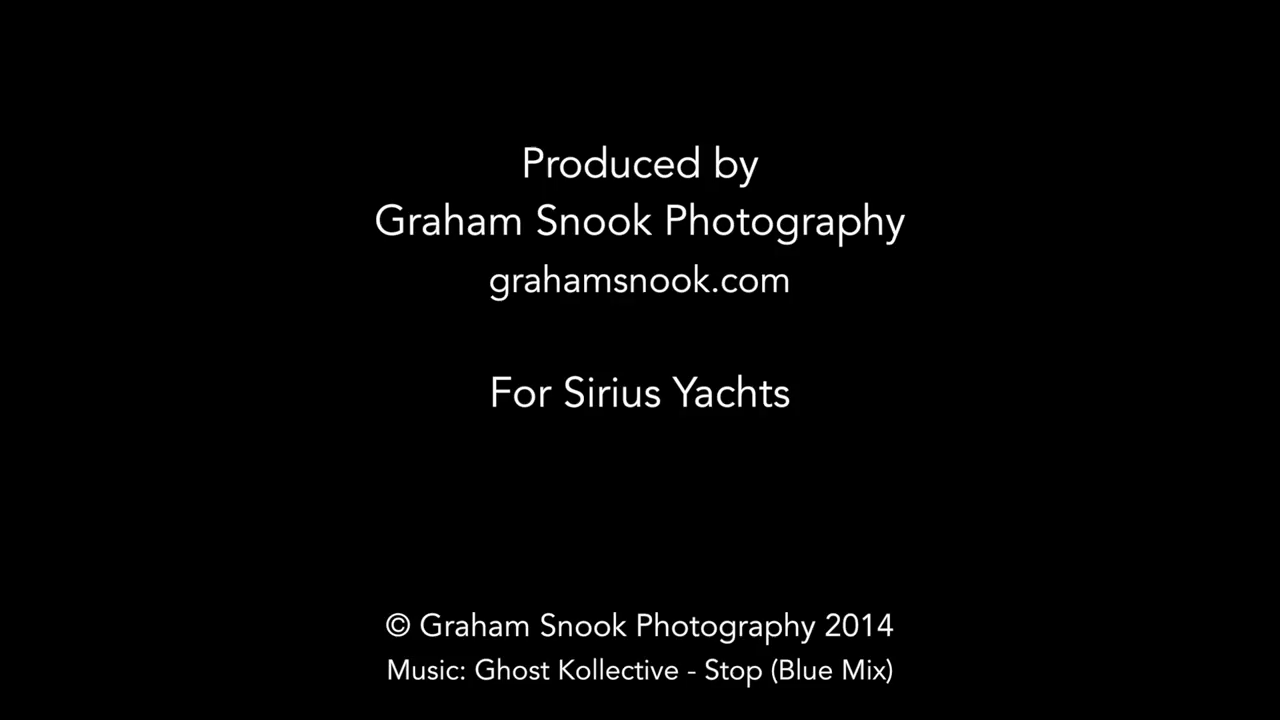 Produced by
Graham Snook Photography
grahamsnook.com
For Sirius Yachts
© Graham Snook Photography 2014
Music: Ghost Kollective - Stop (Blue Mix)